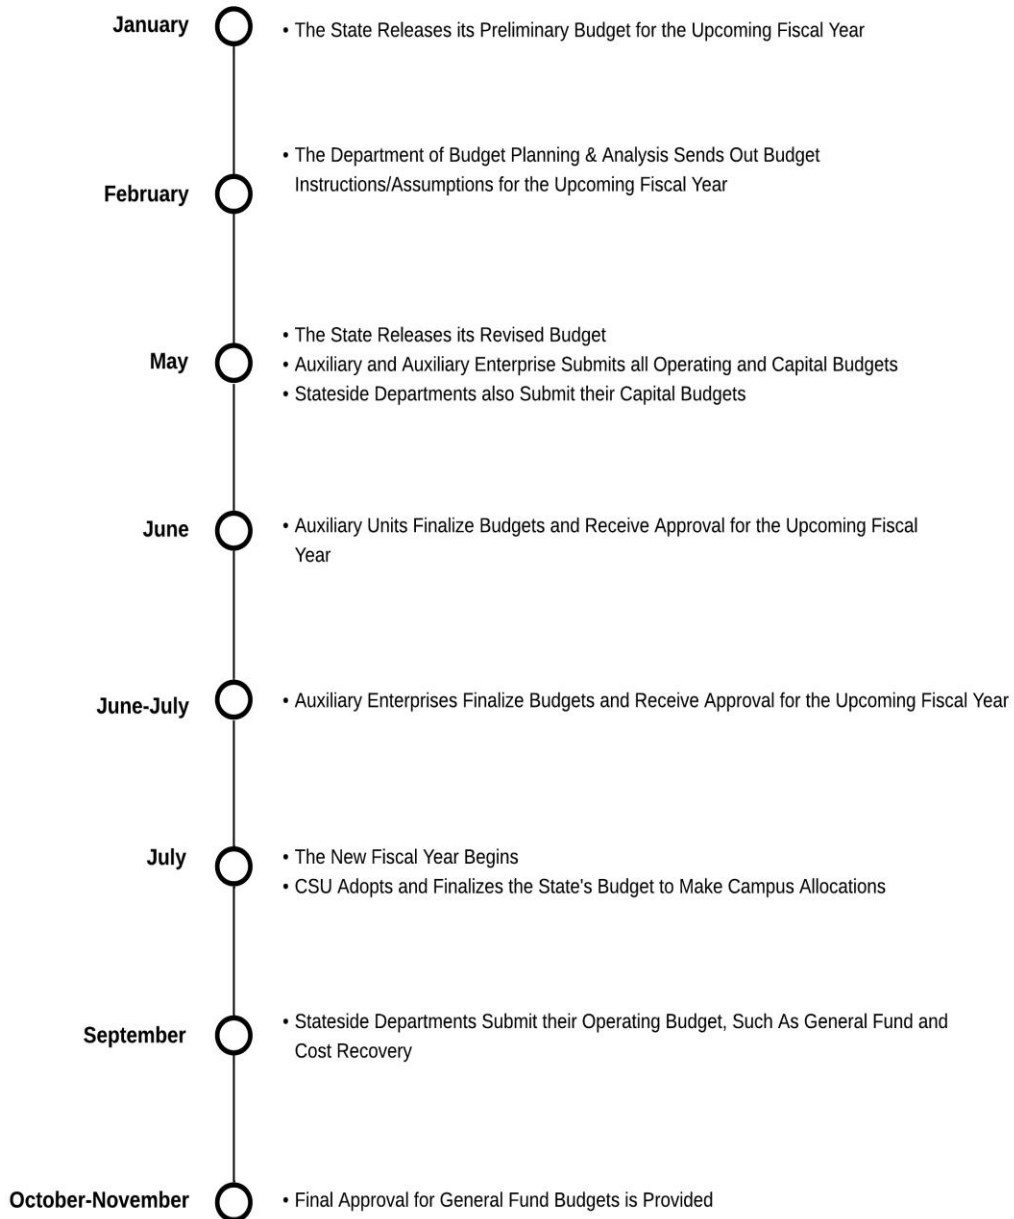 January
• The State Releases its Preliminary Budget for the Upcoming Fiscal Year
February
• The Department of Budget Planning & Analysis Sends Out Budget
Instructions/Assumptions for the Upcoming Fiscal Year
May
• The State Releases its Revised Budget
• Auxiliary and Auxiliary Enterprise Submits all Operating and Capital Budgets
• Stateside Departments also Submit their Capital Budgets
June
• Auxiliary Units Finalize Budgets and Receive Approval for the Upcoming Fiscal
Year
June-July
• Auxiliary Enterprises Finalize Budgets and Receive Approval for the Upcoming Fiscal Year
July
• The New Fiscal Year Begins
• CSU Adopts and Finalizes the State's Budget to Make Campus Allocations
September
• Stateside Departments Submit their Operating Budget, Such As General Fund and
Cost Recovery
October-November
• Final Approval for General Fund Budgets is Provided